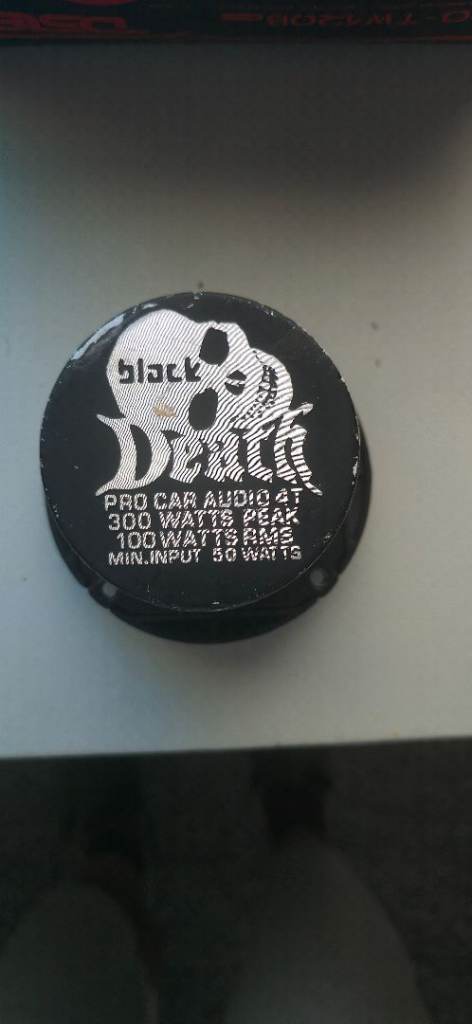 black
Death
PRO CAR AUDIO 4T
300 WATTS PEAK
100 WATTS RMS
MIN.INPUT 50 WATTS